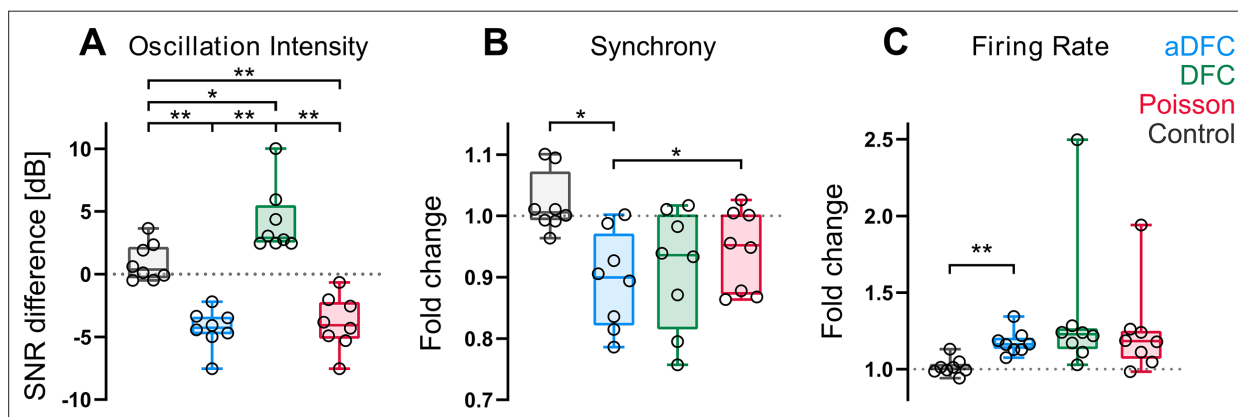 A Oscillation Intensity
**
*
** ** **
SNR difference [dB]
10
5
0
-5
-10
B Synchrony
*
*
Fold change
1.1
1.0
0.9
0.8
0.7
C Firing Rate
**
Fold change
2.5
2.0
1.5
1.0
aDFC
DFC
Poisson
Control